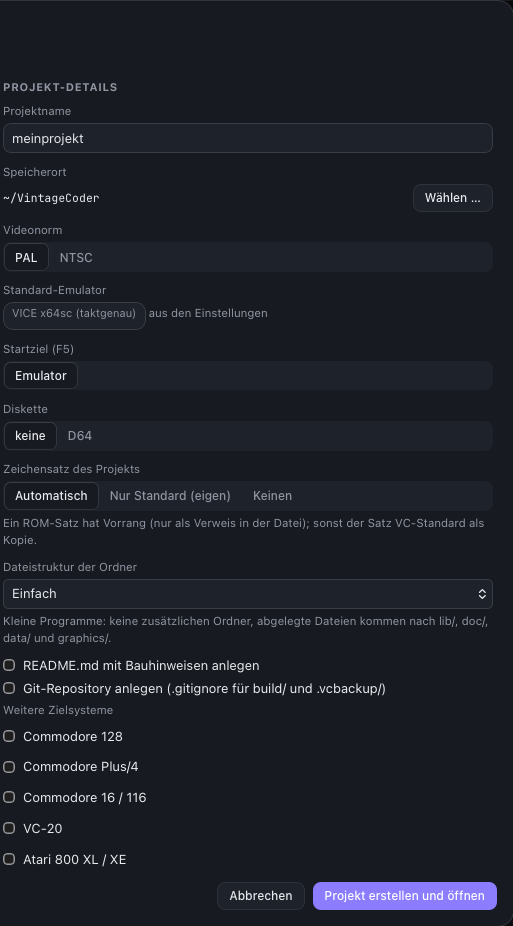 PROJEKT-DETAILS
Projektname
meinprojekt
Speicherort
~/VintageCoder
Wählen ...
Videonorm
PAL NTSC
Standard-Emulator
VICE x64sc (taktgenau) aus den Einstellungen
Startziel (F5)
Emulator
Diskette
keine D64
Zeichensatz des Projekts
Automatisch Nur Standard (eigen) Keinen
Ein ROM-Satz hat Vorrang (nur als Verweis in der Datei); sonst der Satz VC-Standard als
Kopie.
Dateistruktur der Ordner
Einfach
Kleine Programme: keine zusätzlichen Ordner, abgelegte Dateien kommen nach lib/, doc/,
data/ und graphics/.
README.md mit Bauhinweisen anlegen
Git-Repository anlegen (.gitignore für build/ und .vcbackup/)
Weitere Zielsysteme
Commodore 128
Commodore Plus/4
Commodore 16 / 116
VC-20
Atari 800 XL / XE
Abbrechen Projekt erstellen und öffnen